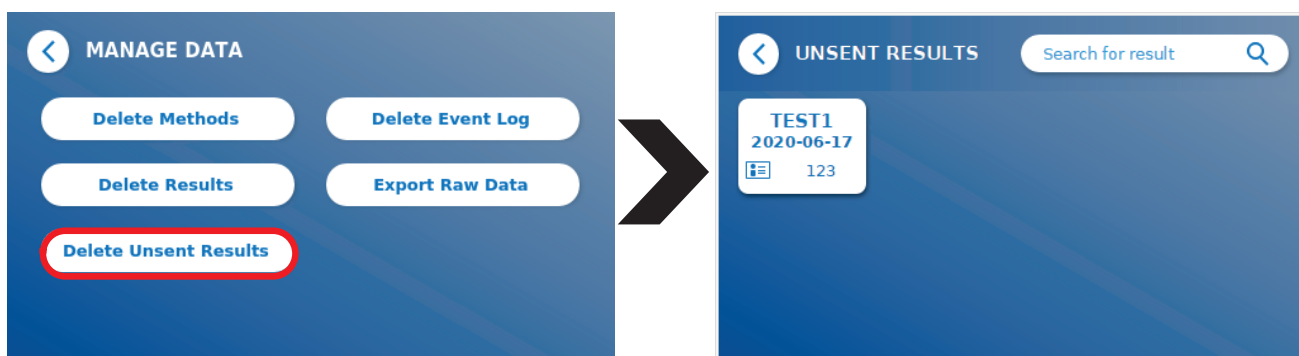 MANAGE DATA
Delete Methods
Delete Event Log
Delete Results
Export Raw Data
Delete Unsent Results
UNSENT RESULTS
Search for result
TEST1
2020-06-17
123